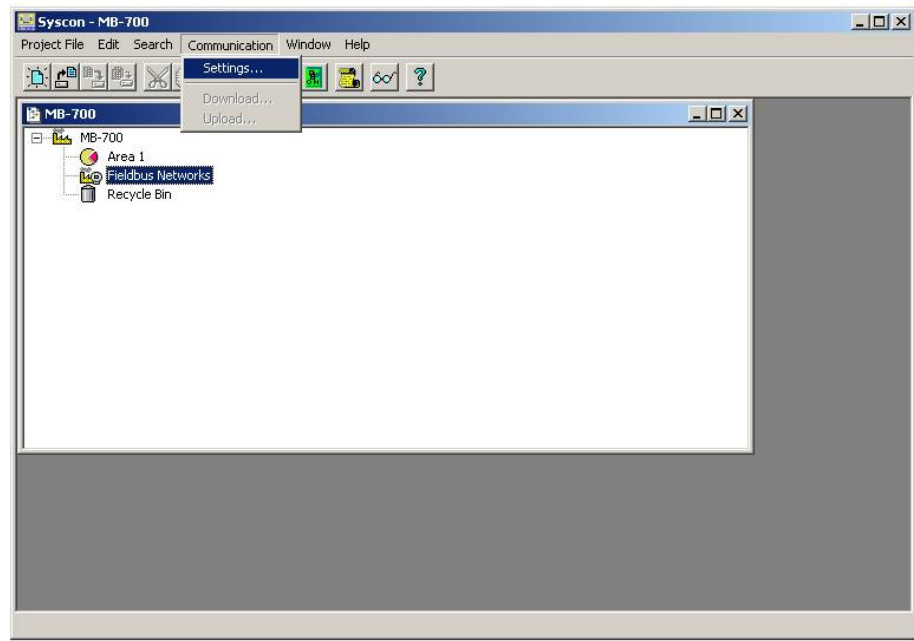 Syscon - MB-700
Project File Edit Search Communication Window Help
Settings...
Download...
Upload...
MB-700
MB-700
Area 1
Fieldbus Networks
Recycle Bin